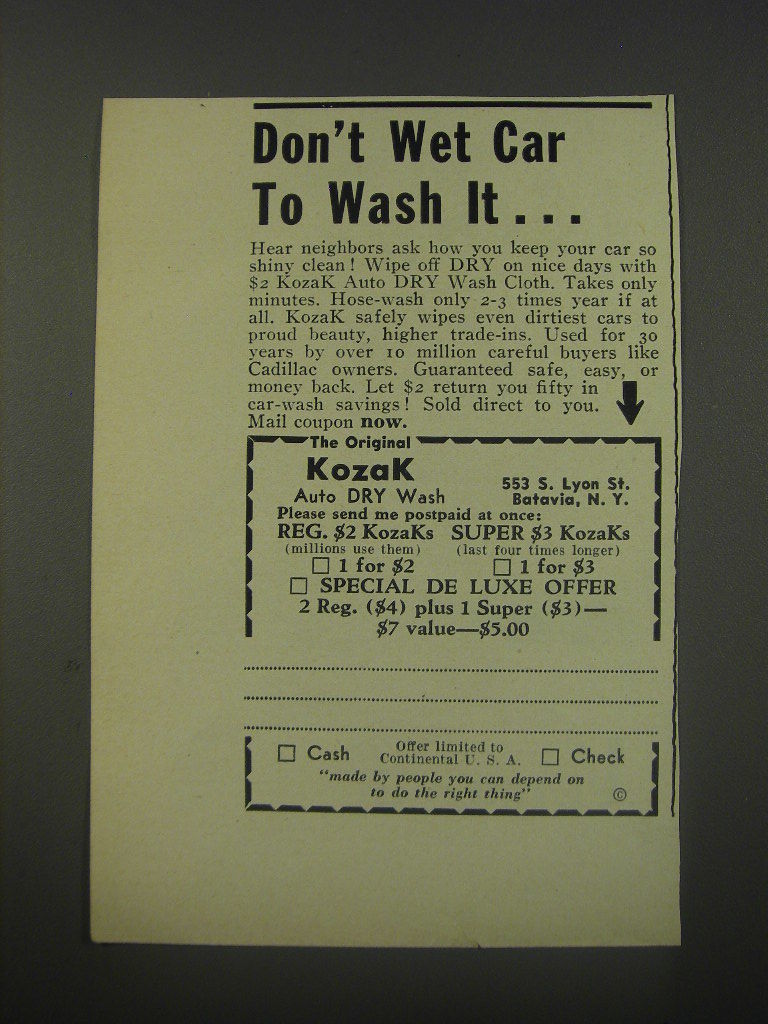 Don't Wet Car
To Wash It...
Hear neighbors ask how you keep your car so
shiny clean! Wipe off DRY on nice days with
$2 KozaK Auto DRY Wash Cloth. Takes only
minutes. Hose-wash only 2-3 times year if at
all. KozaK safely wipes even dirtiest cars to
proud beauty, higher trade-ins. Used for 30
years by over 10 million careful buyers like
Cadillac owners. Guaranteed safe, easy, or
money back. Let $2 return you fifty in
car-wash savings! Sold direct to you.
Mail coupon now.
The Original
KozaK
Auto DRY Wash
553 S. Lyon St.
Batavia, N. Y.
Please send me postpaid at once:
REG. $2 KozaKs SUPER $3 KozaKs
(millions use them) (last four times longer)
1 for $2 1 for $3
SPECIAL DE LUXE OFFER
2 Reg. ($4) plus 1 Super ($3)—
$7 value—$5.00
Cash
Offer limited to
Continental U. S. A.
Check
"made by people you can depend on
to do the right thing"
©